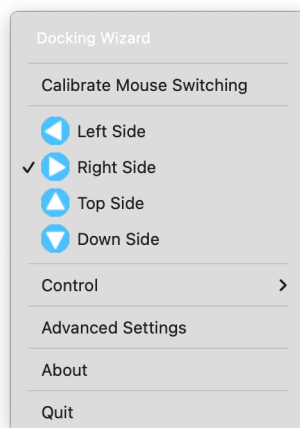 Docking Wizard
Calibrate Mouse Switching
Left Side
Right Side
Top Side
Down Side
Control
Advanced Settings
About
Quit